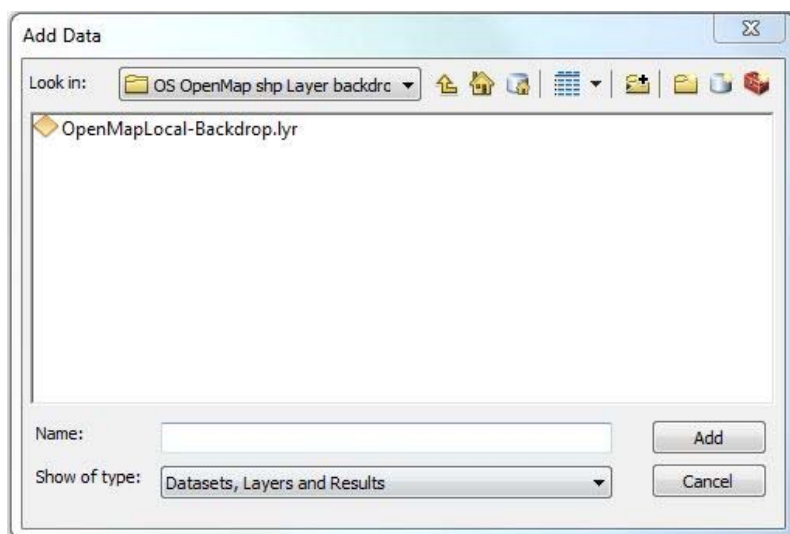 Add Data
Look in: OS OpenMap shp Layer backdrc
OpenMapLocal-Backdrop.lyr
Name: Add
Show of type: Datasets, Layers and Results Cancel